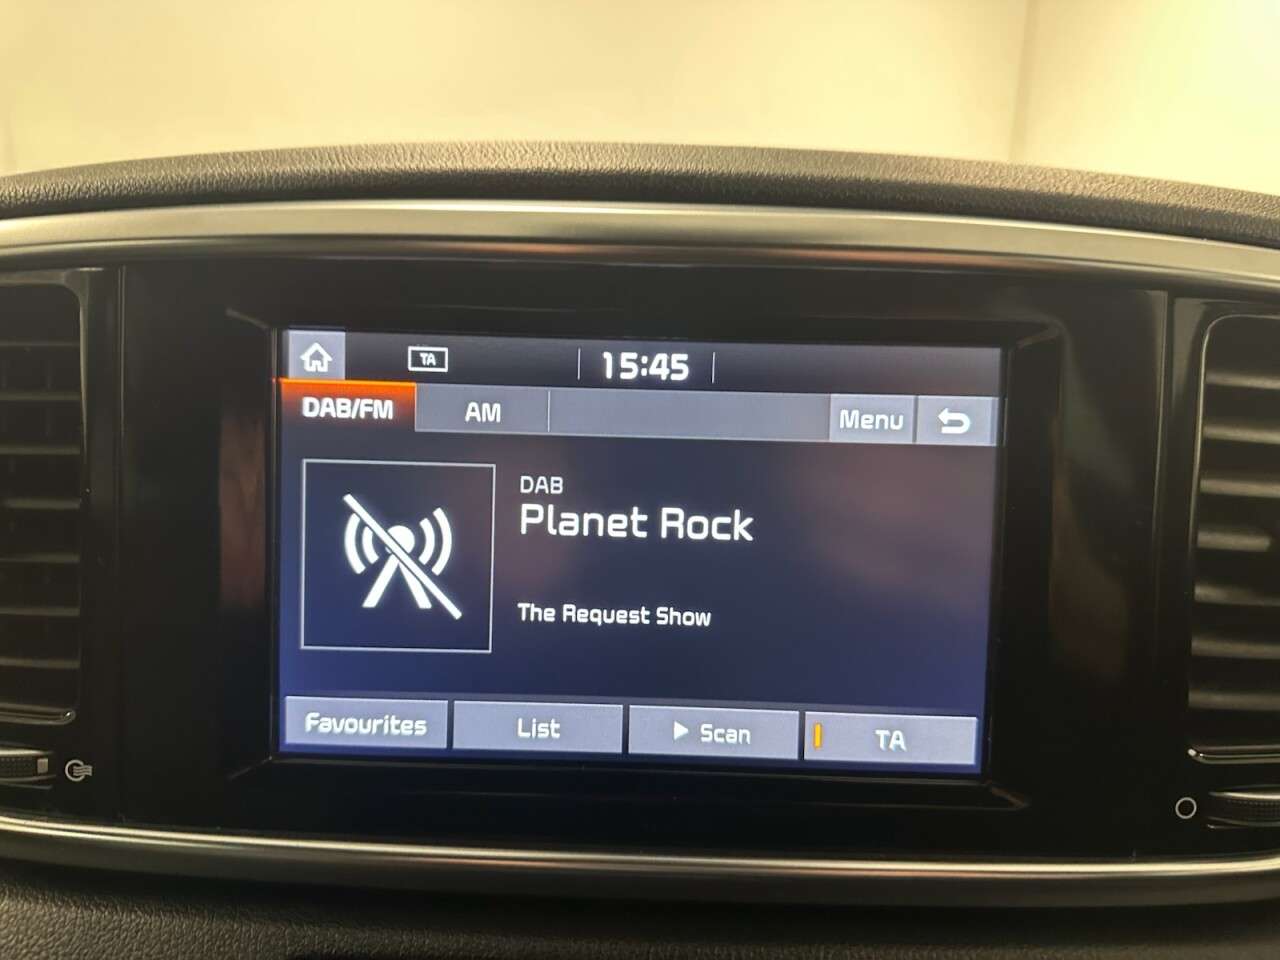 TA
15:45
DAB/FM
AM
Menu
DAB
Planet Rock
The Request Show
Favourites
List
Scan
TA